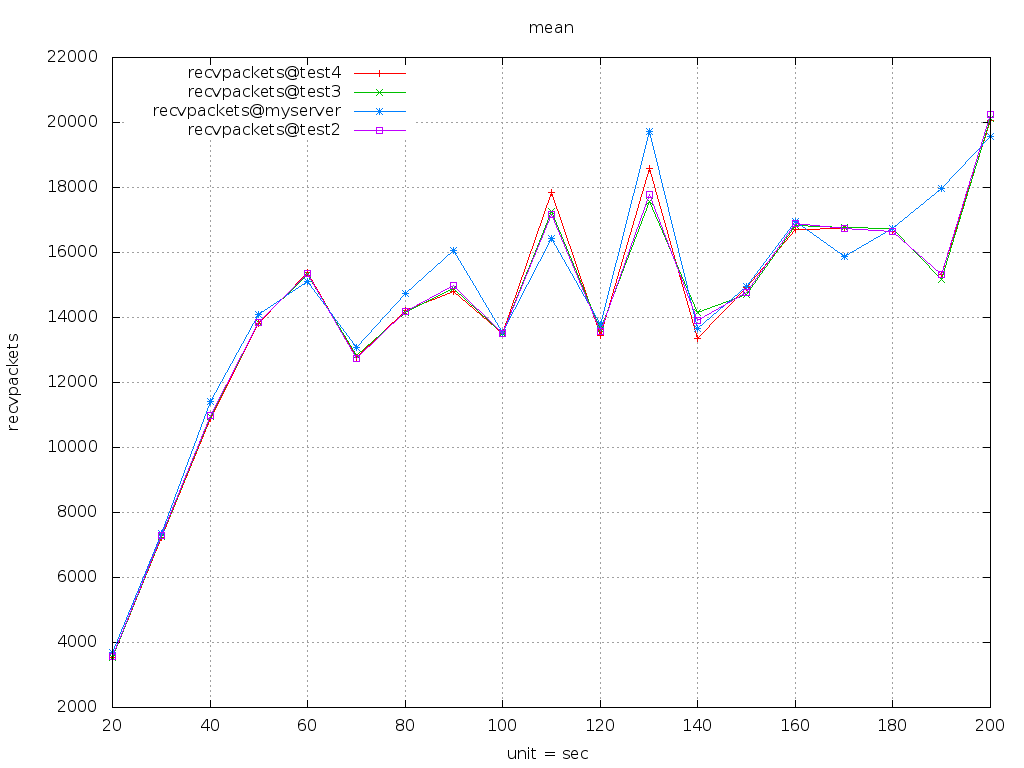 mean
22000
20000
18000
16000
14000
12000
10000
8000
6000
4000
2000
recvpackets
recvpackets@test4
recvpackets@test3
recvpackets@myserver
recvpackets@test2
20 40 60 80 100 120 140 160 180 200
unit = sec